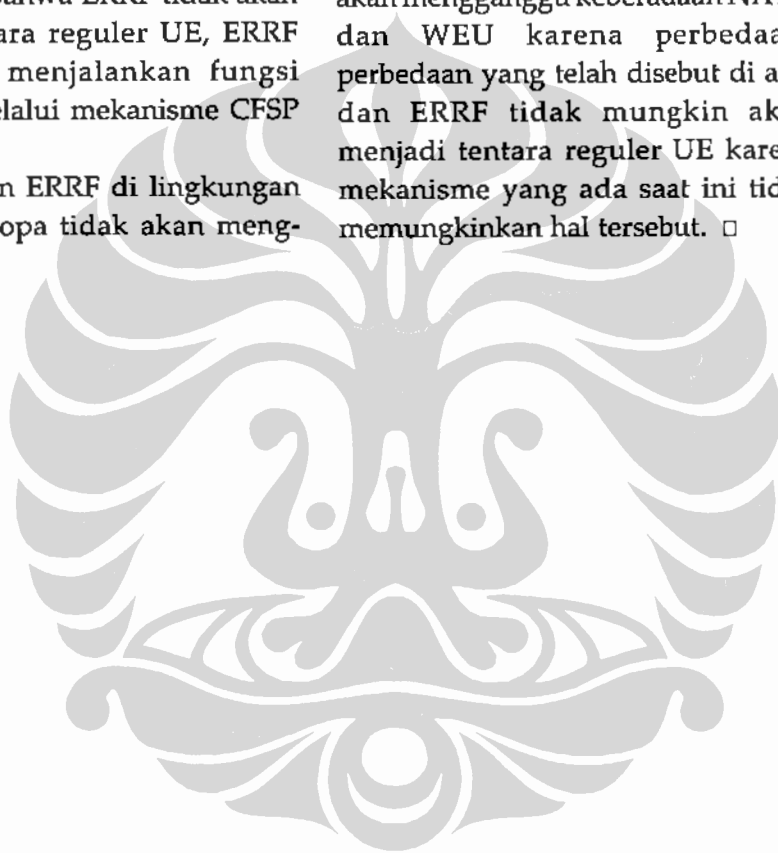 bahwa ERRF tidak akan
ara reguler UE, ERRF
menjalankan fungsi
elalui mekanisme CFSP
n ERRF di lingkungan
opa tidak akan meng-
akan mengganggu keberadaan
dan WEU karena perbedaa
perbedaan yang telah disebut di a
dan ERRF tidak mungkin ak
menjadi tentara reguler UE kare
mekanisme yang ada saat ini tid
memungkinkan hal tersebut. □